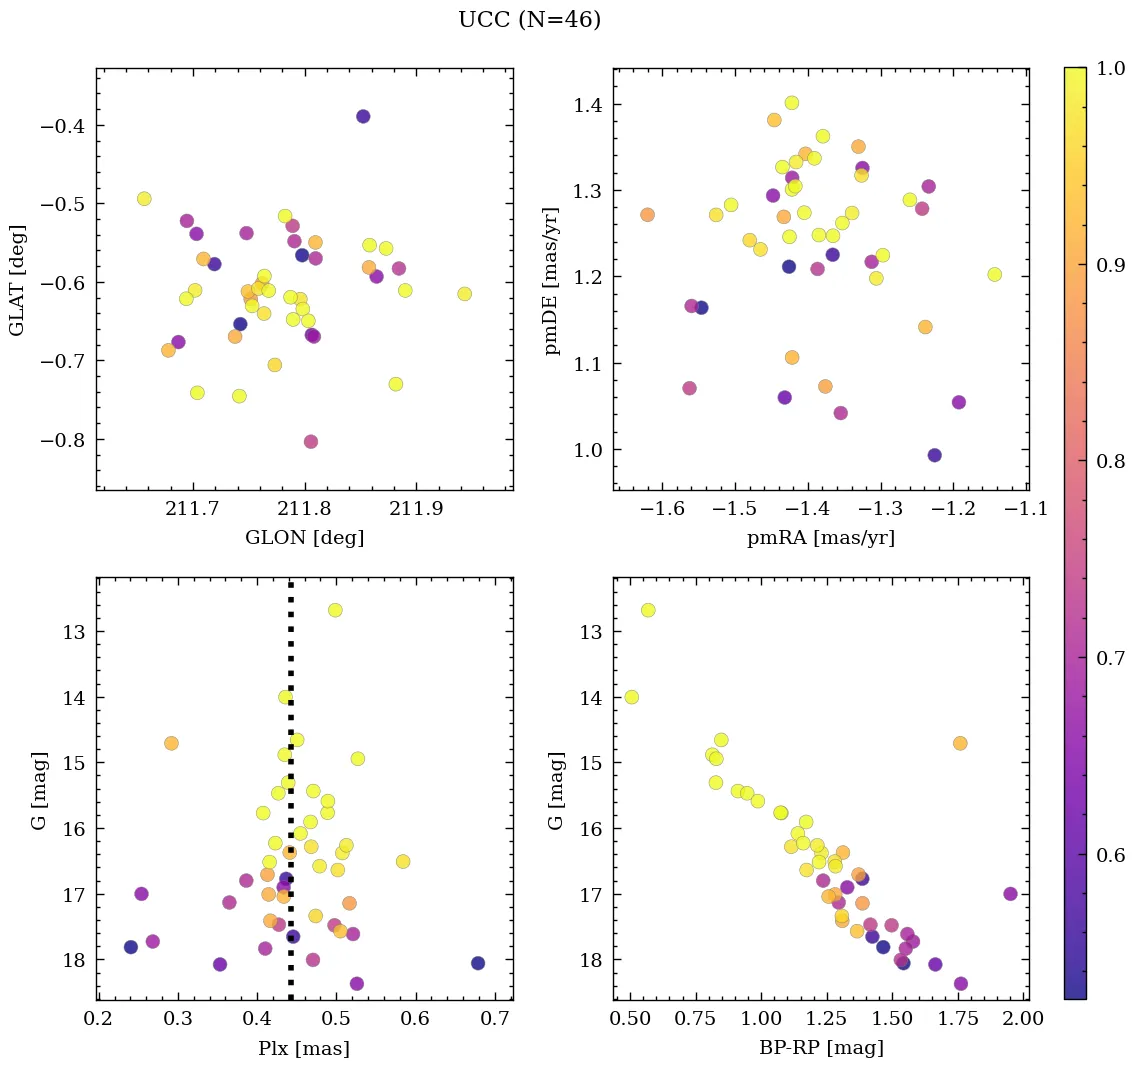 UCC (N=46)
−0.4
−0.5
−0.6
−0.7
−0.8
GLAT [deg]
211.7 211.8 211.9
GLON [deg]
1.4
1.3
1.2
1.1
1.0
pmDE [mas/yr]
−1.6 −1.5 −1.4 −1.3 −1.2 −1.1
pmRA [mas/yr]
13
14
15
16
17
18
G [mag]
0.2 0.3 0.4 0.5 0.6 0.7
Plx [mas]
13
14
15
16
17
18
G [mag]
0.50 0.75 1.00 1.25 1.50 1.75 2.00
BP-RP [mag]
1.0
0.9
0.8
0.7
0.6